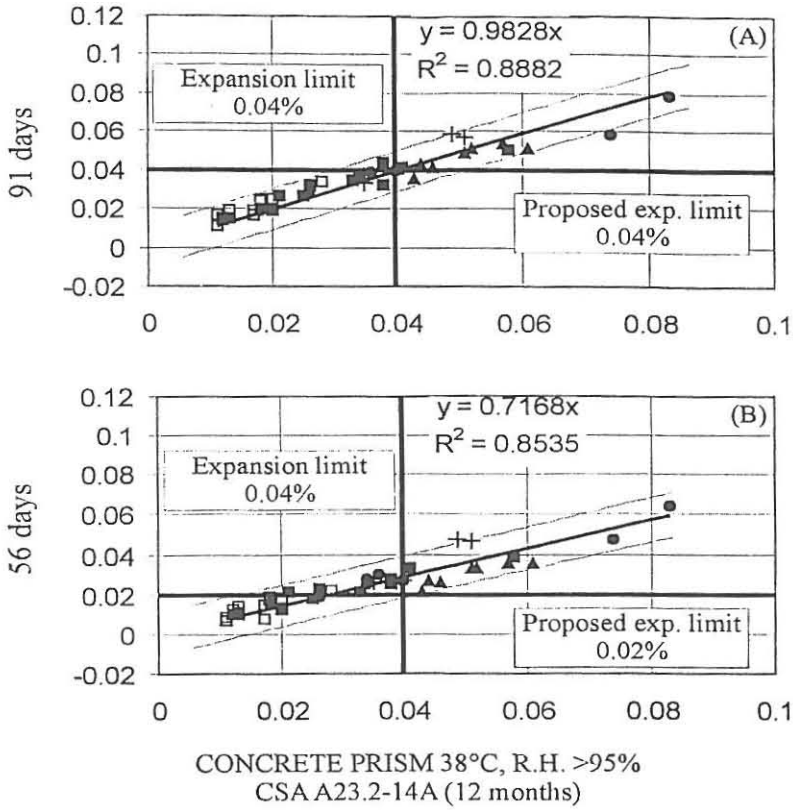 0.12
0.1
0.08
0.06
0.04
0.02
0
-0.02
91 days
y = 0.9828x
R² = 0.8882
(A)
Expansion limit
0.04%
Proposed exp. limit
0.04%
0 0.02 0.04 0.06 0.08 0.1
0.12
0.1
0.08
0.06
0.04
0.02
0
-0.02
56 days
y = 0.7168x
R² = 0.8535
(B)
Expansion limit
0.04%
Proposed exp. limit
0.02%
0 0.02 0.04 0.06 0.08 0.1
CONCRETE PRISM 38°C, R.H. >95%
CSA A23.2-14A (12 months)